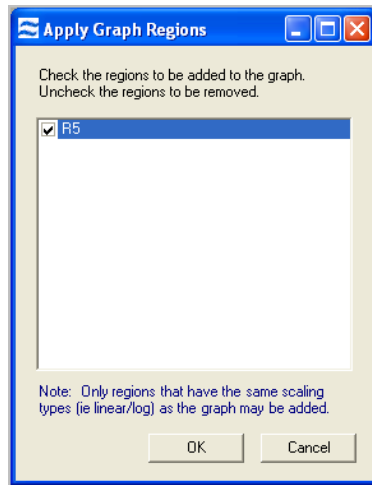 Apply Graph Regions
Check the regions to be added to the graph.
Uncheck the regions to be removed.
R5
Note: Only regions that have the same scaling
types (ie linear/log) as the graph may be added.
OK Cancel